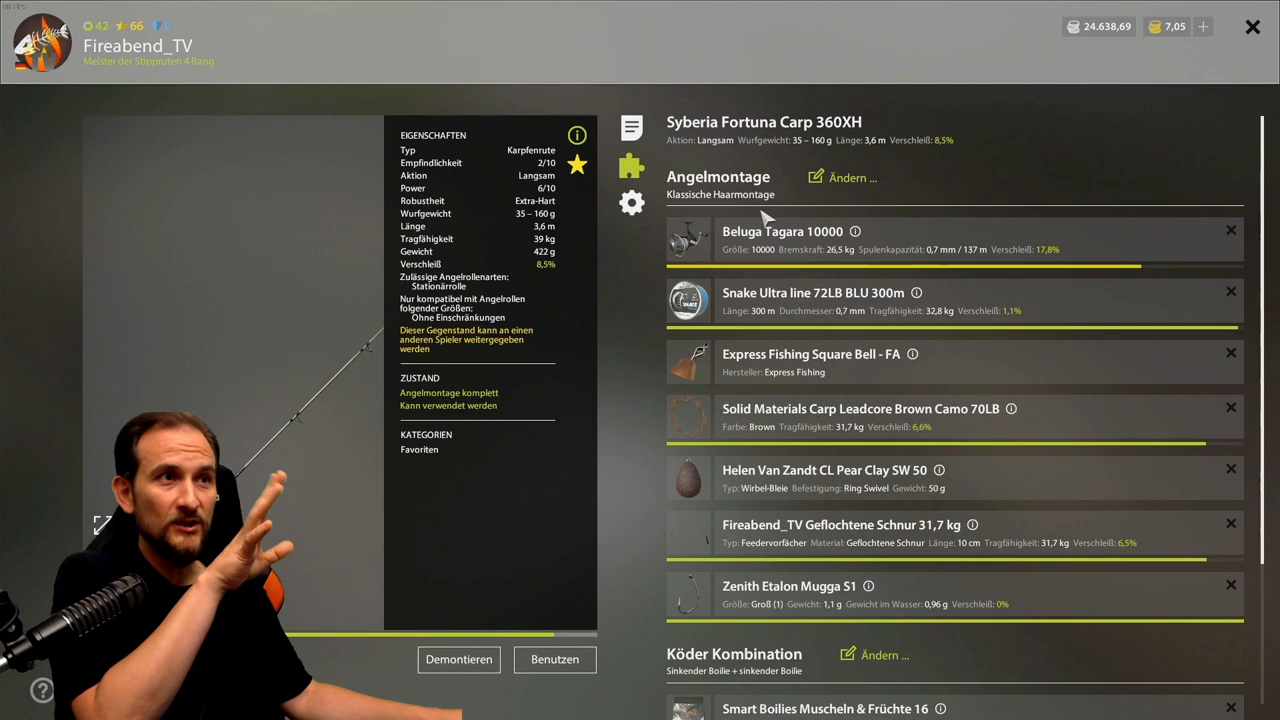 42 66 0
Fireabend_TV
Meister der Stippruten 4 Rang
24.638,69 7,05
EIGENSCHAFTEN
Typ Karpfenrute
Empfindlichkeit 2/10
Aktion Langsam
Power 6/10
Robustheit Extra-Hart
Wurfgewicht 35 – 160 g
Länge 3,6 m
Tragfähigkeit 39 kg
Gewicht 422 g
Verschleiß 8,5%
Zulässige Angelrollenarten:
Stationärrolle
Nur kompatibel mit Angelrollen
folgender Größen:
Ohne Einschränkungen
Dieser Gegenstand kann an einen
anderen Spieler weitergegeben
werden
ZUSTAND
Angelmontage komplett
Kann verwendet werden
KATEGORIEN
Favoriten
Demontieren Benutzen
Syberia Fortuna Carp 360XH
Aktion: Langsam Wurfgewicht: 35 – 160 g Länge: 3,6 m Verschleiß: 8,5%
Angelmontage Ändern ...
Klassische Haarmontage
Beluga Tagara 10000
Größe: 10000 Bremskraft: 26,5 kg Spulenkapazität: 0,7 mm / 137 m Verschleiß: 17,8%
Snake Ultra line 72LB BLU 300m
Länge: 300 m Durchmesser: 0,7 mm Tragfähigkeit: 32,8 kg Verschleiß: 1,1%
Express Fishing Square Bell - FA
Hersteller: Express Fishing
Solid Materials Carp Leadcore Brown Camo 70LB
Farbe: Brown Tragfähigkeit: 31,7 kg Verschleiß: 6,6%
Helen Van Zandt CL Pear Clay SW 50
Typ: Wirbel-Bleie Befestigung: Ring Swivel Gewicht: 50 g
Fireabend_TV Geflochtene Schnur 31,7 kg
Typ: Feedervorfächer Material: Geflochtene Schnur Länge: 10 cm Tragfähigkeit: 31,7 kg Verschleiß: 6,5%
Zenith Etalon Mugga S1
Größe: Groß (1) Gewicht: 1,1 g Gewicht im Wasser: 0,96 g Verschleiß: 0%
Köder Kombination Ändern ...
Sinkender Boilie + sinkender Boilie
Smart Boilies Muscheln & Früchte 16